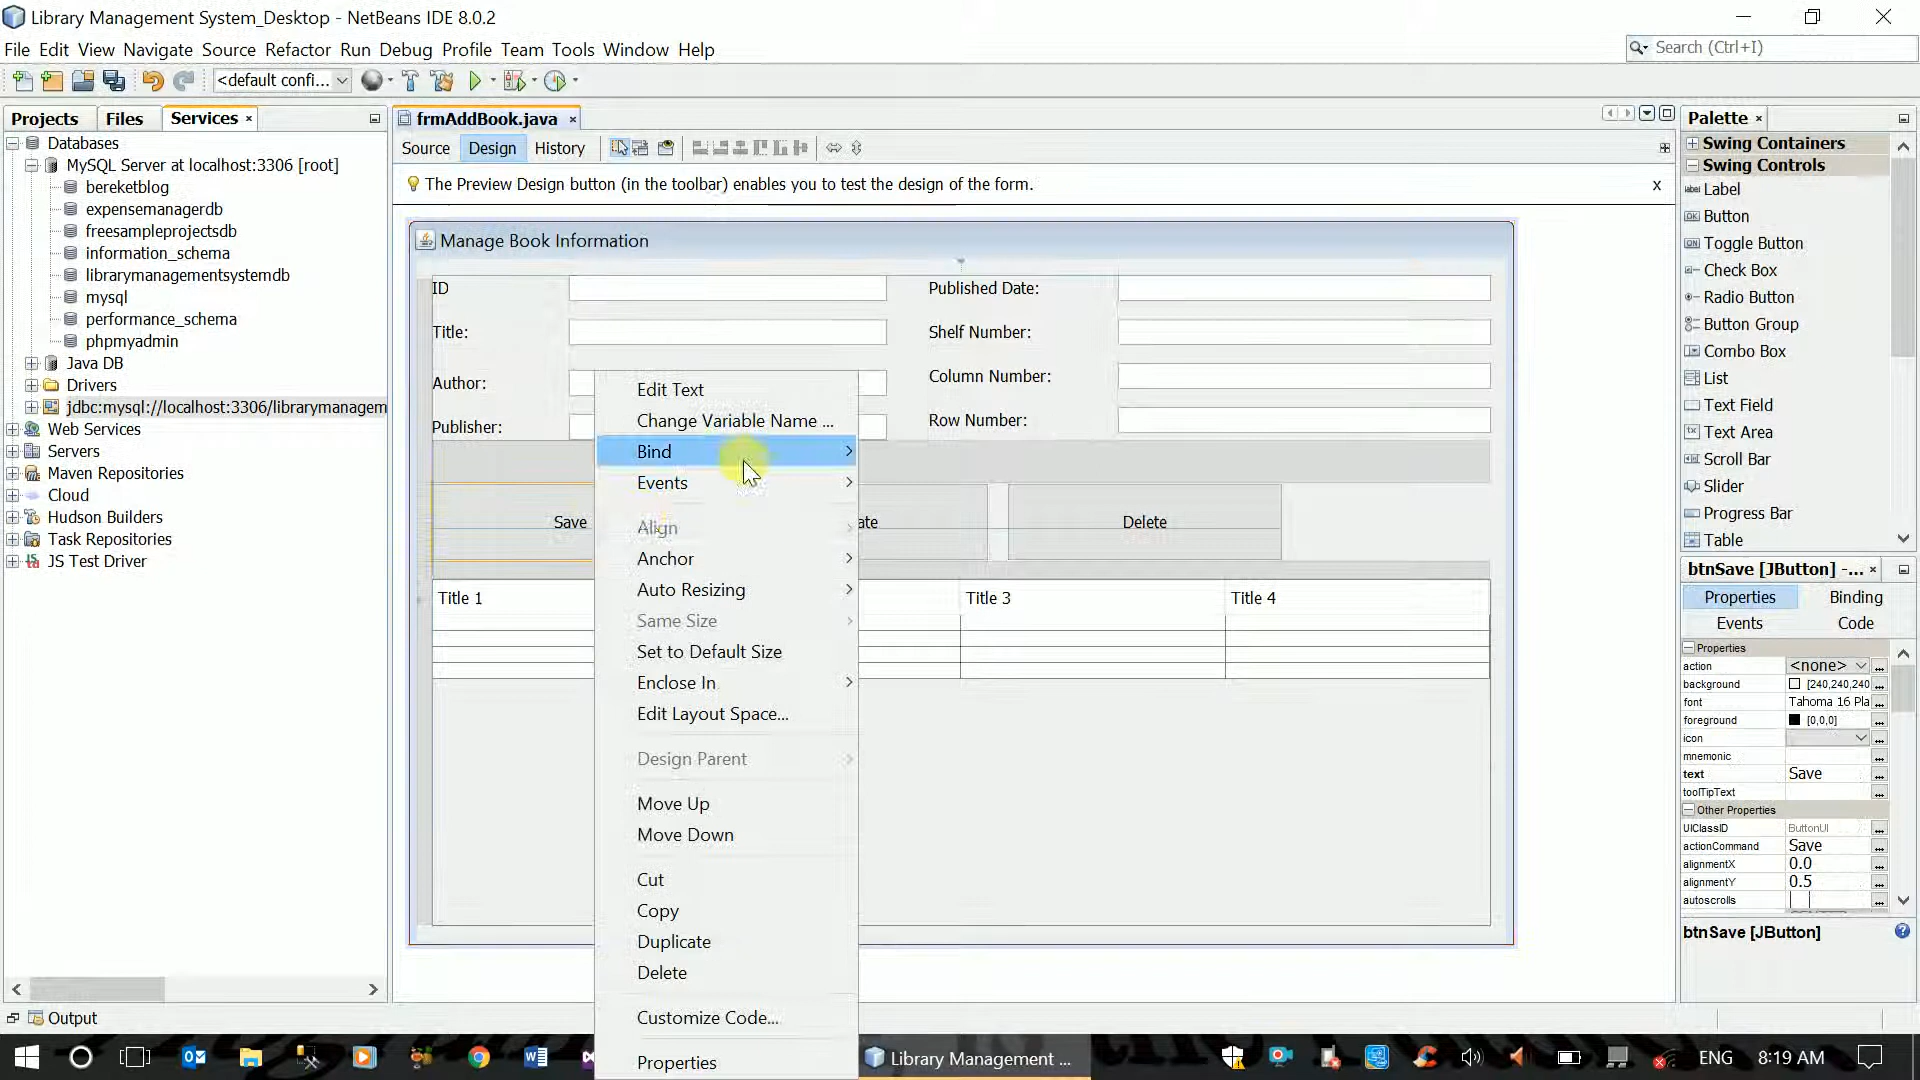 Library Management System_Desktop - NetBeans IDE 8.0.2
File Edit View Navigate Source Refactor Run Debug Profile Team Tools Window Help
Search (Ctrl+I)
<default confi...
Projects Files Services
Databases
MySQL Server at localhost:3306 [root]
bereketblog
expensemanagerdb
freesampleprojectsdb
information_schema
librarymanagementsystemdb
mysql
performance_schema
phpmyadmin
Java DB
Drivers
jdbc:mysql://localhost:3306/librarymanagem
Web Services
Servers
Maven Repositories
Cloud
Hudson Builders
Task Repositories
JS Test Driver
Output
frmAddBook.java
Source Design History
The Preview Design button (in the toolbar) enables you to test the design of the form.
x
Manage Book Information
ID
Published Date:
Title:
Shelf Number:
Author:
Column Number:
Publisher:
Row Number:
Save
ate
Delete
Title 1
Title 3
Title 4
Edit Text
Change Variable Name ...
Bind
Events
Align
Anchor
Auto Resizing
Same Size
Set to Default Size
Enclose In
Edit Layout Space...
Design Parent
Move Up
Move Down
Cut
Copy
Duplicate
Delete
Customize Code...
Properties
Palette
Swing Containers
Swing Controls
Label
Button
Toggle Button
Check Box
Radio Button
Button Group
Combo Box
List
Text Field
Text Area
Scroll Bar
Slider
Progress Bar
Table
btnSave [JButton] -...
Properties Binding
Events Code
Properties
action <none>
background [240,240,240
font Tahoma 16 Pla
foreground [0,0,0]
icon
mnemonic
text Save
toolTipText
Other Properties
UIClassID ButtonUI
actionCommand Save
alignmentX 0.0
alignmentY 0.5
autoscrolls
btnSave [JButton]
Library Management ...
ENG
8:19 AM